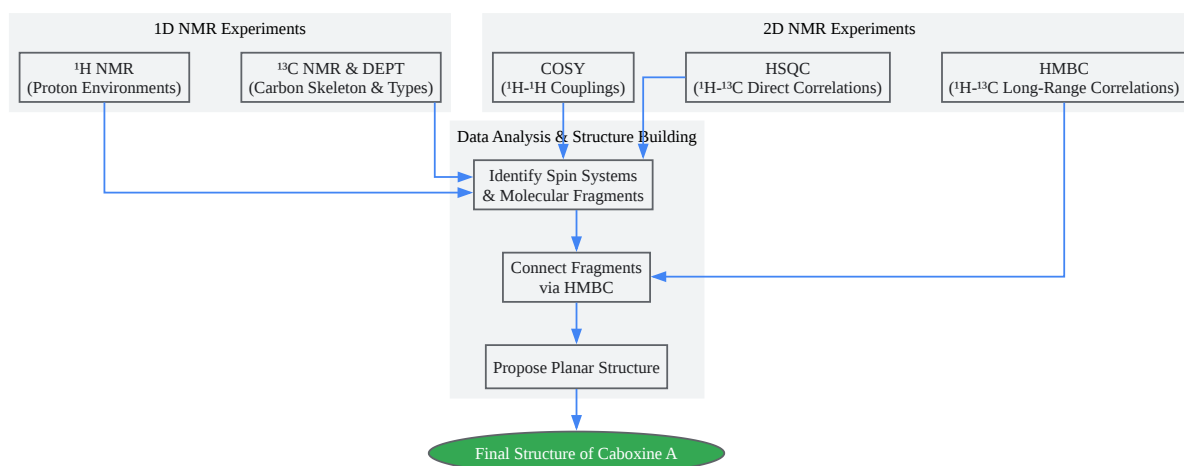 1D NMR Experiments
2D NMR Experiments
¹H NMR
(Proton Environments)
¹³C NMR & DEPT
(Carbon Skeleton & Types)
COSY
(¹H-¹H Couplings)
HSQC
(¹H-¹³C Direct Correlations)
HMBC
(¹H-¹³C Long-Range Correlations)
Data Analysis & Structure Building
Identify Spin Systems
& Molecular Fragments
Connect Fragments
via HMBC
Propose Planar Structure
Final Structure of Caboxine A